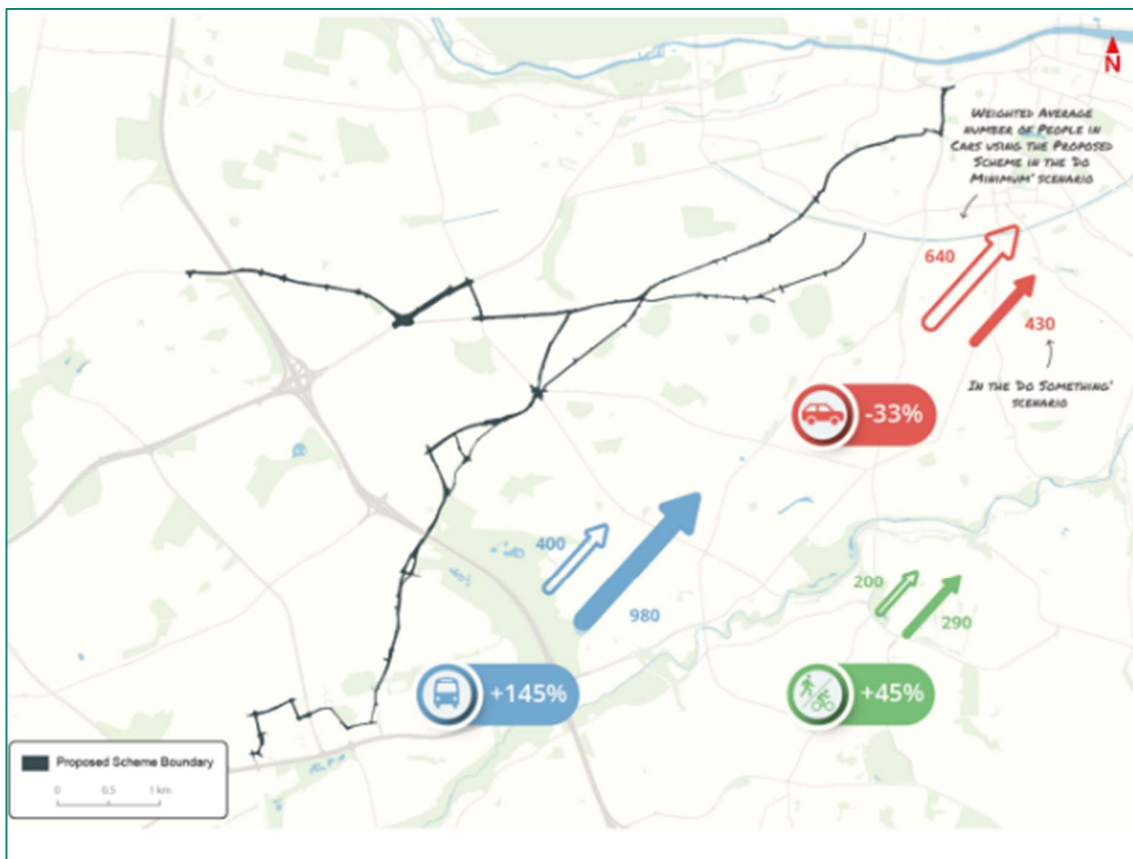 N
WEIGHTED AVERAGE
NUMBER OF PEOPLE IN
CARS USING THE PROPOSED
SCHEME IN THE 'DO
MINIMUM' SCENARIO
640
430
IN THE 'DO SOMETHING'
SCENARIO
-33%
400
980
200
290
+145%
+45%
Proposed Scheme Boundary
0 0.5 1 km